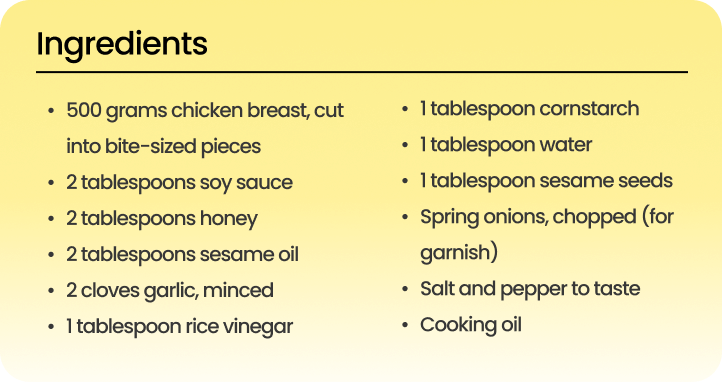 Ingredients
• 500 grams chicken breast, cut
into bite-sized pieces
• 2 tablespoons soy sauce
• 2 tablespoons honey
• 2 tablespoons sesame oil
• 2 cloves garlic, minced
• 1 tablespoon rice vinegar
• 1 tablespoon cornstarch
• 1 tablespoon water
• 1 tablespoon sesame seeds
• Spring onions, chopped (for
garnish)
• Salt and pepper to taste
• Cooking oil